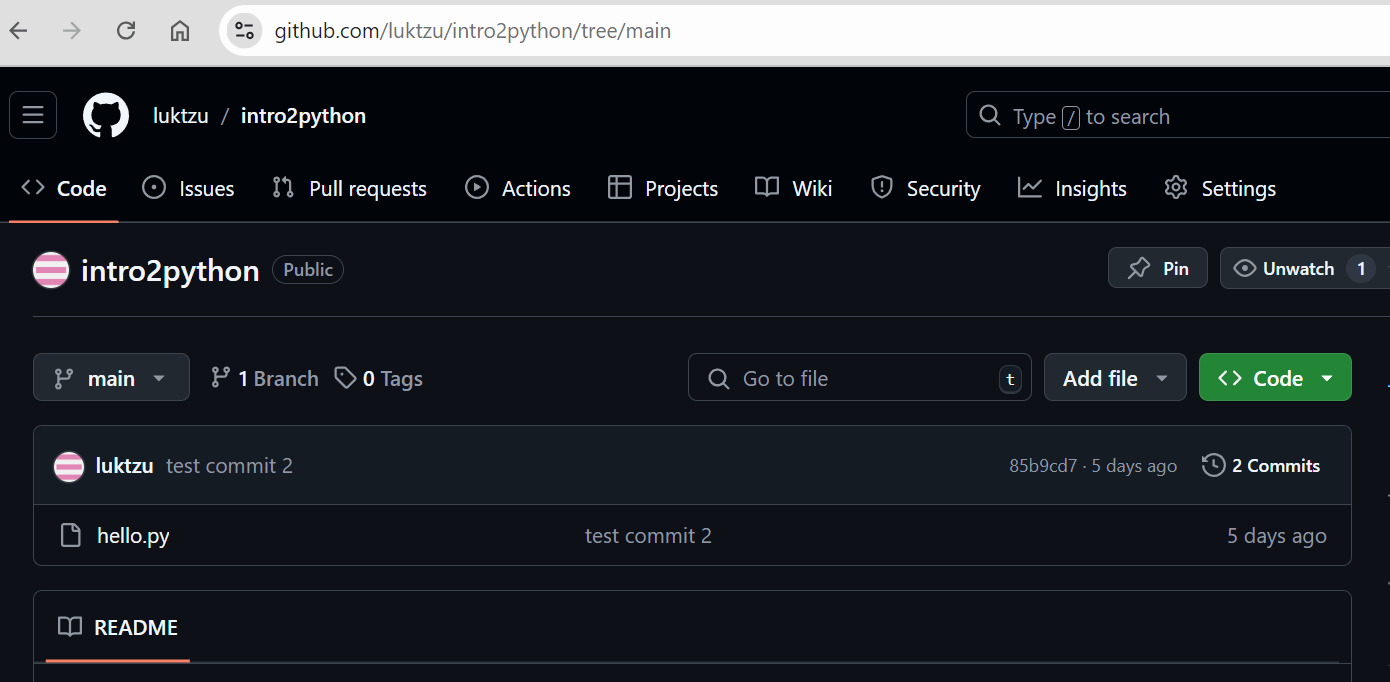 github.com/luktzu/intro2python/tree/main
luktzu / intro2python
Type / to search
Code Issues Pull requests Actions Projects Wiki Security Insights Settings
intro2python Public Pin Unwatch 1
main 1 Branch 0 Tags Go to file t Add file Code
luktzu test commit 2 85b9cd7 · 5 days ago 2 Commits
hello.py test commit 2 5 days ago
README